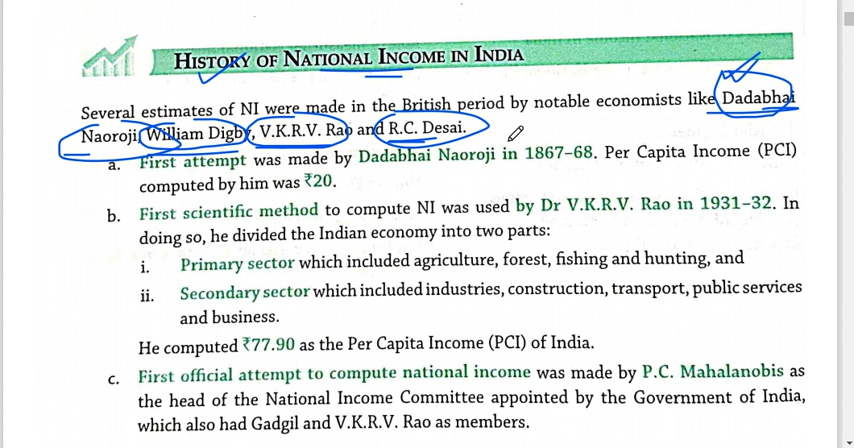 HISTORY OF NATIONAL INCOME IN INDIA
Several estimates of NI were made in the British period by notable economists like Dadabhai
Naoroji, William Digby, V.K.R.V. Rao and R.C. Desai.
a. First attempt was made by Dadabhai Naoroji in 1867–68. Per Capita Income (PCI)
computed by him was ₹20.
b. First scientific method to compute NI was used by Dr V.K.R.V. Rao in 1931–32. In
doing so, he divided the Indian economy into two parts:
i. Primary sector which included agriculture, forest, fishing and hunting, and
ii. Secondary sector which included industries, construction, transport, public services
and business.
He computed ₹77.90 as the Per Capita Income (PCI) of India.
c. First official attempt to compute national income was made by P.C. Mahalanobis as
the head of the National Income Committee appointed by the Government of India,
which also had Gadgil and V.K.R.V. Rao as members.